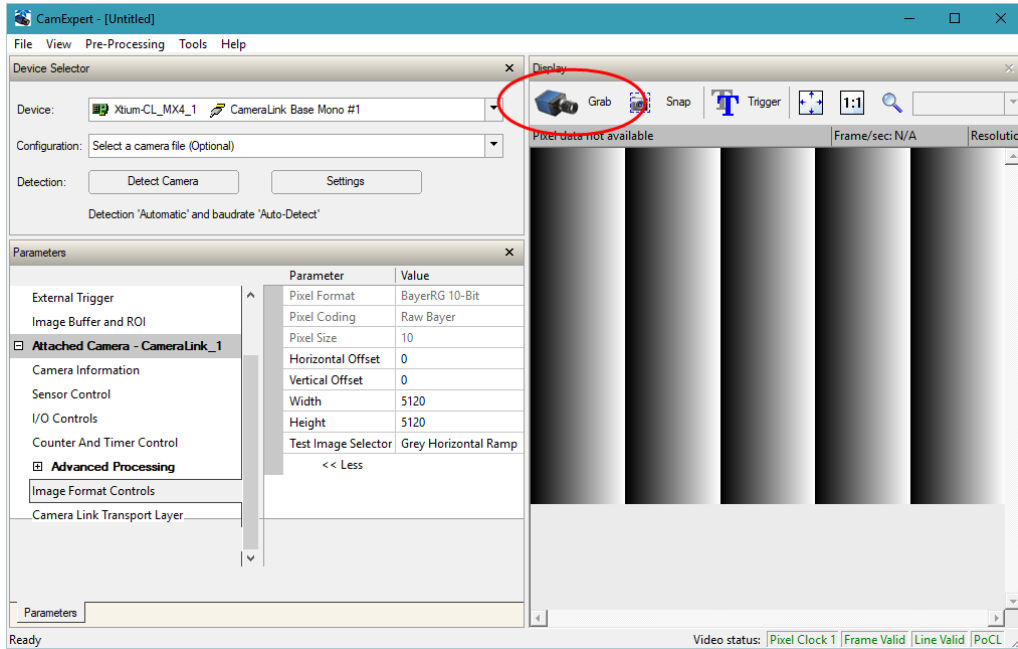 CamExpert - [Untitled]
File View Pre-Processing Tools Help
Device Selector
Device: Xtium-CL_MX4_1 CameraLink Base Mono #1
Configuration: Select a camera file (Optional)
Detection: Detect Camera Settings
Detection 'Automatic' and baudrate 'Auto-Detect'
Parameters
External Trigger
Image Buffer and ROI
Attached Camera - CameraLink_1
Camera Information
Sensor Control
I/O Controls
Counter And Timer Control
Advanced Processing
Image Format Controls
Camera Link Transport Layer
Parameter Value
Pixel Format BayerRG 10-Bit
Pixel Coding Raw Bayer
Pixel Size 10
Horizontal Offset 0
Vertical Offset 0
Width 5120
Height 5120
Test Image Selector Grey Horizontal Ramp
<< Less
Parameters
Display
Grab Snap T Trigger 1:1
Pixel data not available Frame/sec: N/A Resolutic
Ready Video status: Pixel Clock 1 Frame Valid Line Valid PoCL